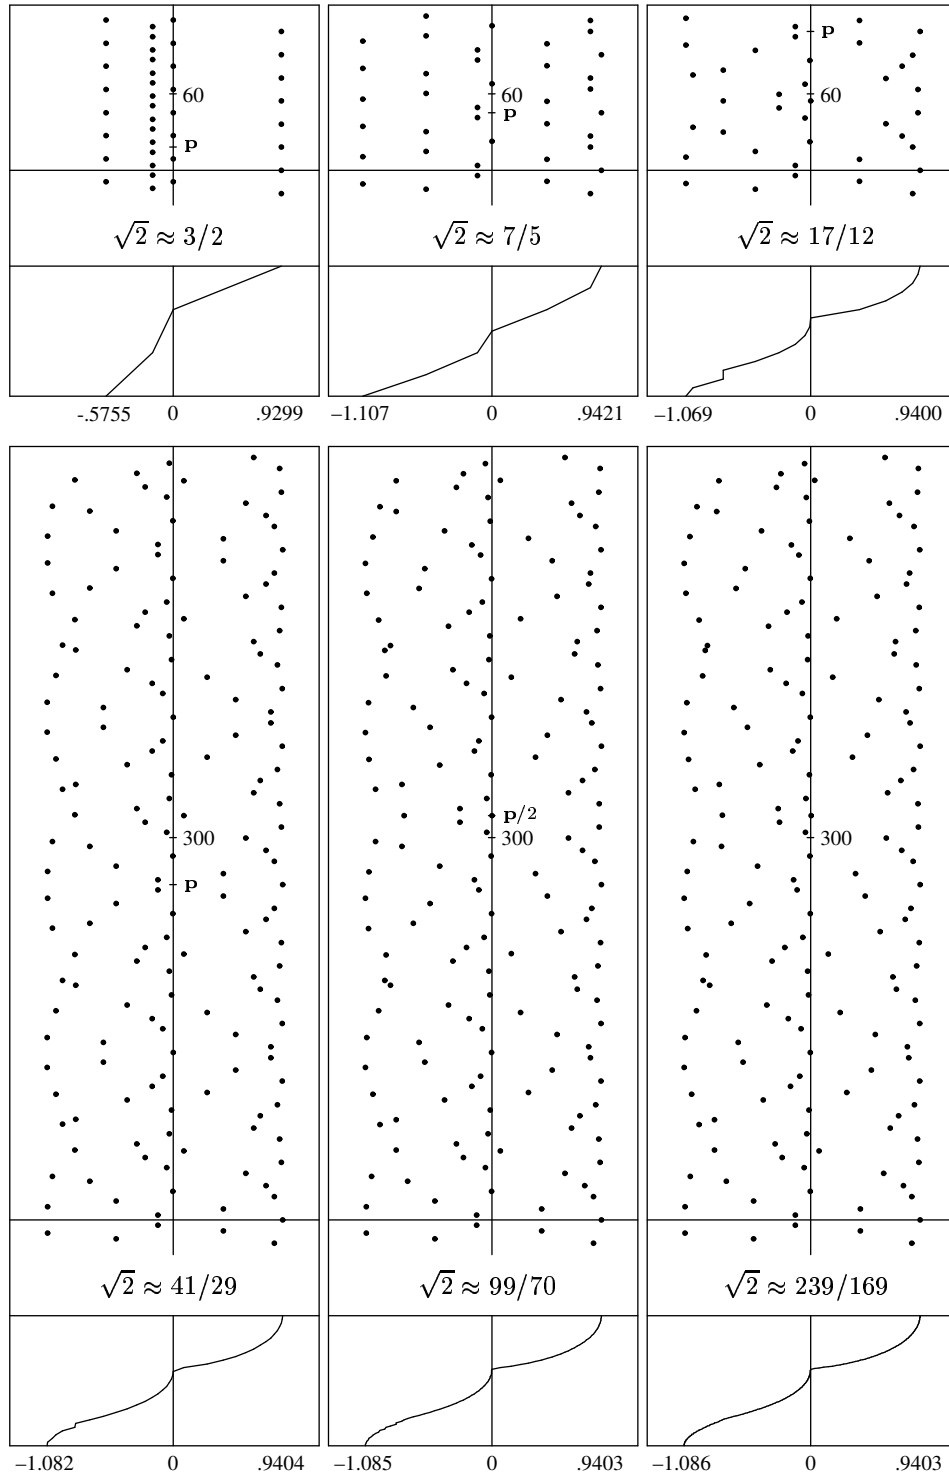 60 60 p 60
p p
√2 ≈ 3/2 √2 ≈ 7/5 √2 ≈ 17/12
-.5755 0 .9299 –1.107 0 .9421 –1.069 0 .9400
p/2
300 300 300
p
√2 ≈ 41/29 √2 ≈ 99/70 √2 ≈ 239/169
–1.082 0 .9404 –1.085 0 .9403 –1.086 0 .9403